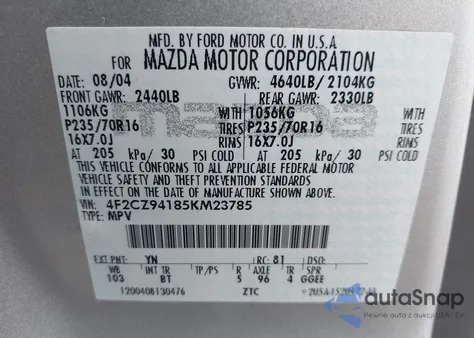 MFD. BY FORD MOTOR CO. IN U.S.A.
FOR MAZDA MOTOR CORPORATION
DATE: 08/04 GVWR: 4640LB/ 2104KG
FRONT GAWR: 2440LB REAR GAWR: 2330LB
1106KG WITH 1056KG WITH
P235/70R16 TIRES P235/70R16 TIRES
16X7.0J RIMS 16X7.0J RIMS
AT 205 kPa/ 30 PSI COLD AT 205 kPa/ 30 PSI COLD
THIS VEHICLE CONFORMS TO ALL APPLICABLE FEDERAL MOTOR
VEHICLE SAFETY AND THEFT PREVENTION STANDARDS
IN EFFECT ON THE DATE OF MANUFACTURE SHOWN ABOVE.
VIN: 4F2CZ94185KM23785
TYPE: MPV
EXT PNT: YN RC: 81 DSO:
WB INT TR TP/PS R AXLE TR SPR
103 BT 5 96 4 GGEE
1200408130476 ZTC
autoSnap
Pewne auto z aukcji USA i